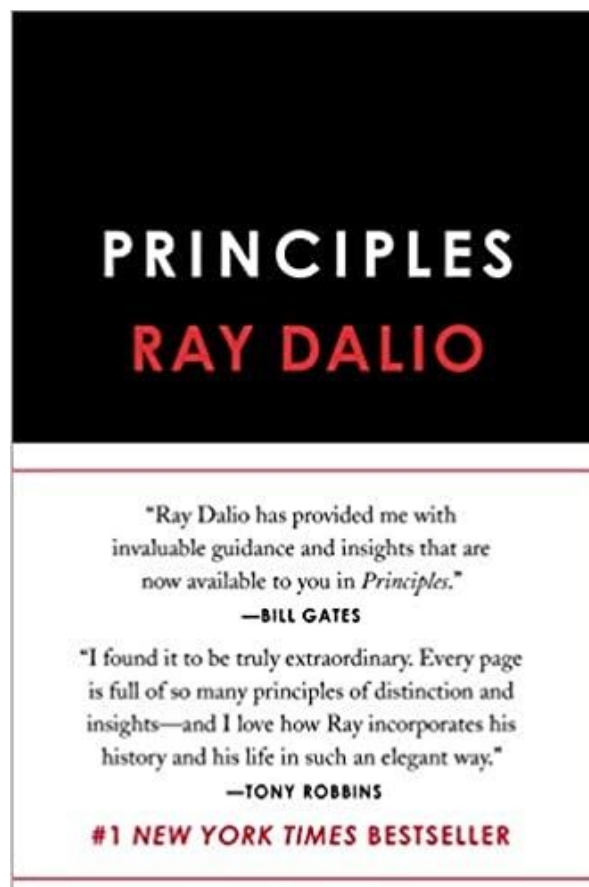 PRINCIPLES
RAY DALIO
“Ray Dalio has provided me with
invaluable guidance and insights that are
now available to you in Principles.”
—BILL GATES
“I found it to be truly extraordinary. Every page
is full of so many principles of distinction and
insights—and I love how Ray incorporates his
history and his life in such an elegant way.”
—TONY ROBBINS
#1 NEW YORK TIMES BESTSELLER